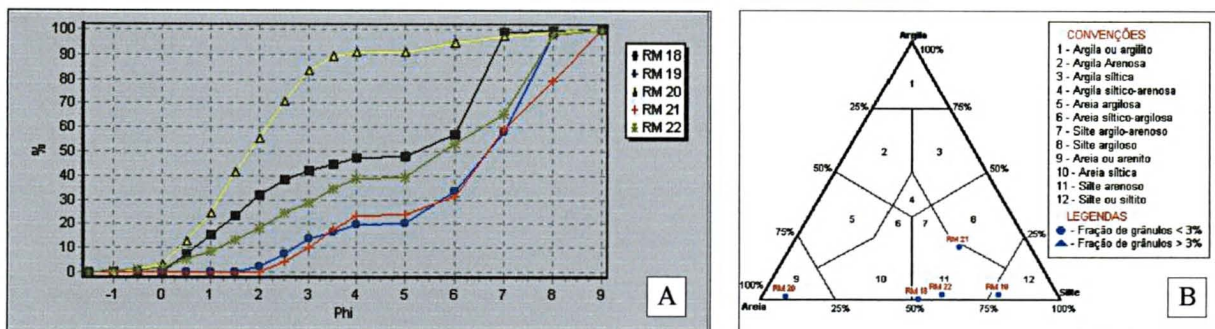 100
90
80
70
60
50
40
30
20
10
0
%
-1 0 1 2 3 4 5 6 7 8 9
Phi
RM 18
RM 19
RM 20
RM 21
RM 22
A
Argila
100%
1
25%
75%
2
3
50%
50%
4
5
6
7
8
75%
RM 21
25%
9
10
11
12
100%
RM 20
RM 18
RM 22
RM 19
Areia
25%
50%
75%
Silte
100%
CONVENÇÕES
1 - Argila ou argilito
2 - Argila Arenosa
3 - Argila síltica
4 - Argila síltico-arenosa
5 - Areia argilosa
6 - Areia síltico-argilosa
7 - Silte argilo-arenoso
8 - Silte argiloso
9 - Areia ou arenito
10 - Areia síltica
11 - Silte arenoso
12 - Silte ou siltito
LEGENDAS
- Fração de grânulos < 3%
- Fração de grânulos > 3%
B